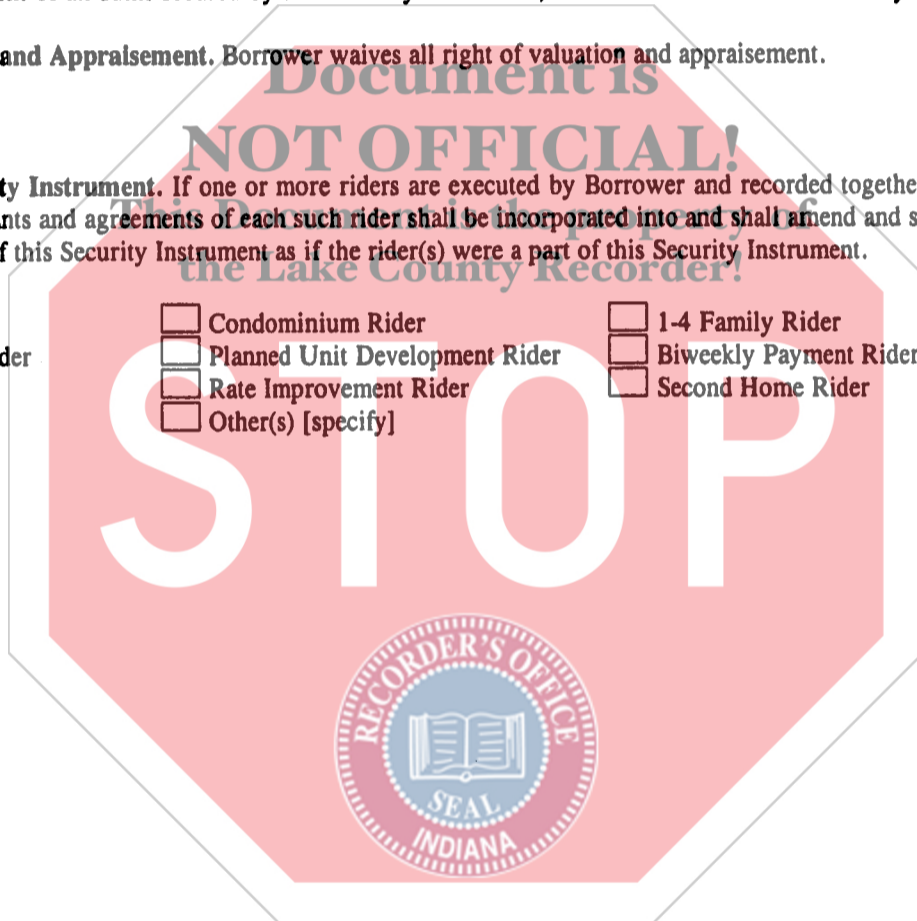 and Appraisement. Borrower waives all right of valuation and appraisement.
Document is
NOT OFFICIAL!
ty Instrument. If one or more riders are executed by Borrower and recorded togethe
This Document is the property of
nts and agreements of each such rider shall be incorporated into and shall amend and s
f this Security Instrument as if the rider(s) were a part of this Security Instrument.
the Lake County Recorder!
Condominium Rider
1-4 Family Rider
der
Planned Unit Development Rider
Biweekly Payment Rider
Rate Improvement Rider
Second Home Rider
Other(s) [specify]
STOP
RECORDER'S OFFICE
SEAL
INDIANA